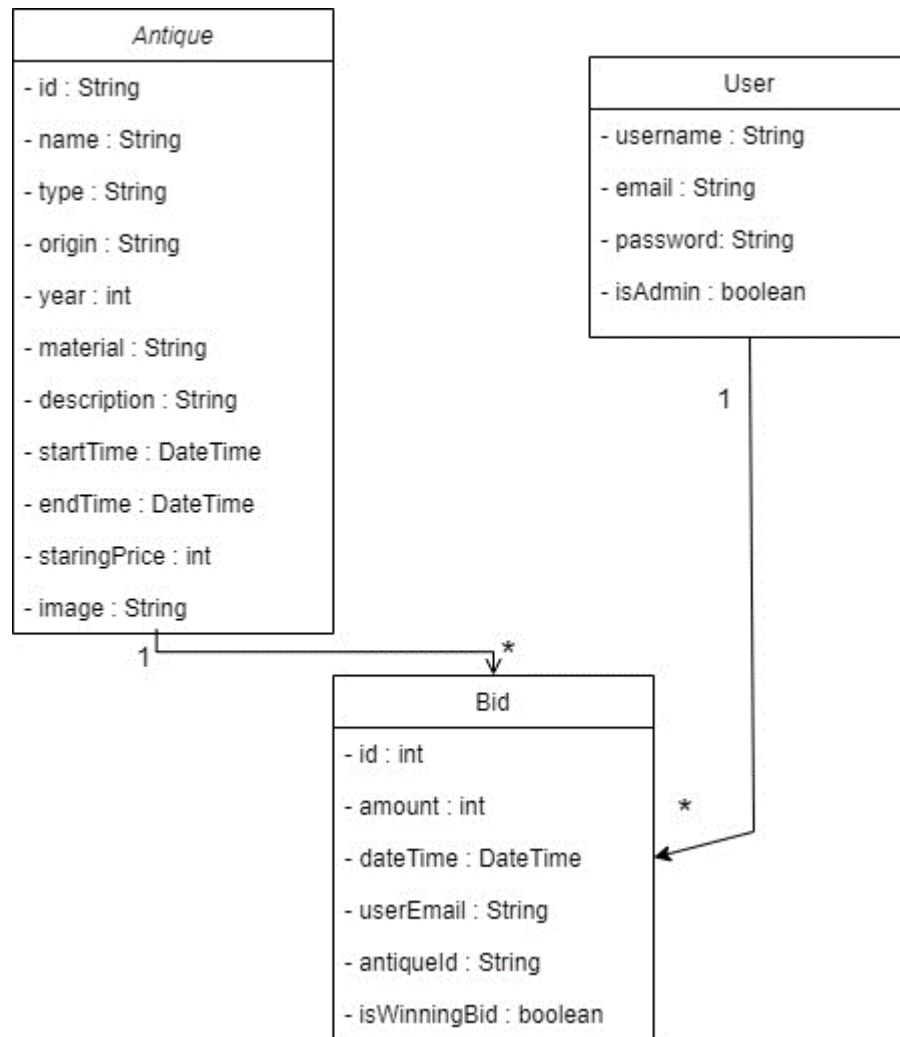 Antique
- id : String
- name : String
- type : String
- origin : String
- year : int
- material : String
- description : String
- startTime : DateTime
- endTime : DateTime
- staringPrice : int
- image : String
User
- username : String
- email : String
- password: String
- isAdmin : boolean
1
1
*
*
Bid
- id : int
- amount : int
- dateTime : DateTime
- userEmail : String
- antiqueId : String
- isWinningBid : boolean